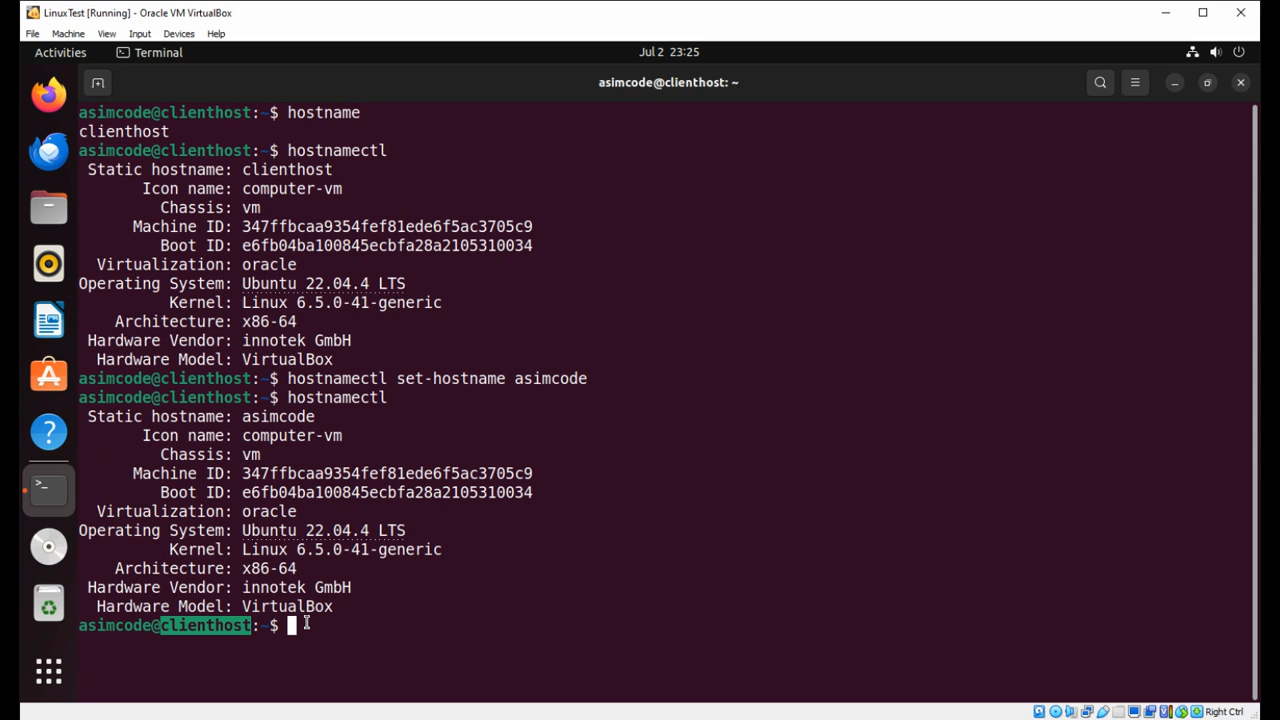 LinuxTest [Running] - Oracle VM VirtualBox
File Machine View Input Devices Help
Activities Terminal Jul 2 23:25
asimcode@clienthost: ~
asimcode@clienthost:~$ hostname
clienthost
asimcode@clienthost:~$ hostnamectl
Static hostname: clienthost
Icon name: computer-vm
Chassis: vm
Machine ID: 347ffbcaa9354fef81ede6f5ac3705c9
Boot ID: e6fb04ba100845ecbfa28a2105310034
Virtualization: oracle
Operating System: Ubuntu 22.04.4 LTS
Kernel: Linux 6.5.0-41-generic
Architecture: x86-64
Hardware Vendor: innotek GmbH
Hardware Model: VirtualBox
asimcode@clienthost:~$ hostnamectl set-hostname asimcode
asimcode@clienthost:~$ hostnamectl
Static hostname: asimcode
Icon name: computer-vm
Chassis: vm
Machine ID: 347ffbcaa9354fef81ede6f5ac3705c9
Boot ID: e6fb04ba100845ecbfa28a2105310034
Virtualization: oracle
Operating System: Ubuntu 22.04.4 LTS
Kernel: Linux 6.5.0-41-generic
Architecture: x86-64
Hardware Vendor: innotek GmbH
Hardware Model: VirtualBox
asimcode@clienthost:~$
Right Ctrl